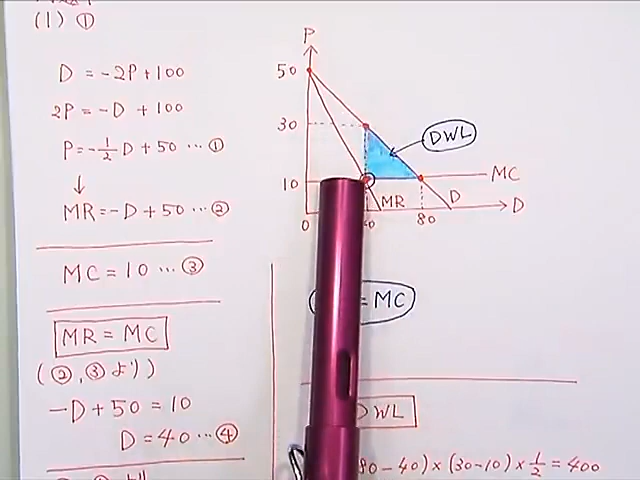 (1) ①
D = -2P+100
2P = -D + 100
P = -1/2 D + 50 … ①
↓
MR = -D + 50 … ②
MC = 10 … ③
MR = MC
(②, ③ より)
-D + 50 = 10
D = 40 … ④
P
50
30
DWL
10
MC
MR
D
D
0
80
= MC
DWL
80 - 40) × (30 - 10) × 1/2 = 400